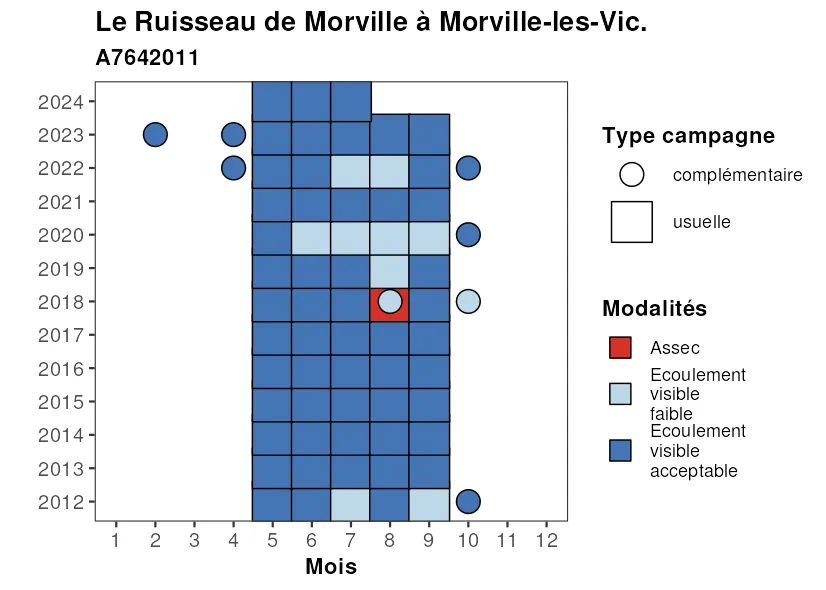 Le Ruisseau de Morville à Morville-les-Vic.
A7642011
2024
2023
2022
2021
2020
2019
2018
2017
2016
2015
2014
2013
2012
1 2 3 4 5 6 7 8 9 10 11 12
Mois
Type campagne
complémentaire
usuelle
Modalités
Assec
Ecoulement
visible
faible
Ecoulement
visible
acceptable